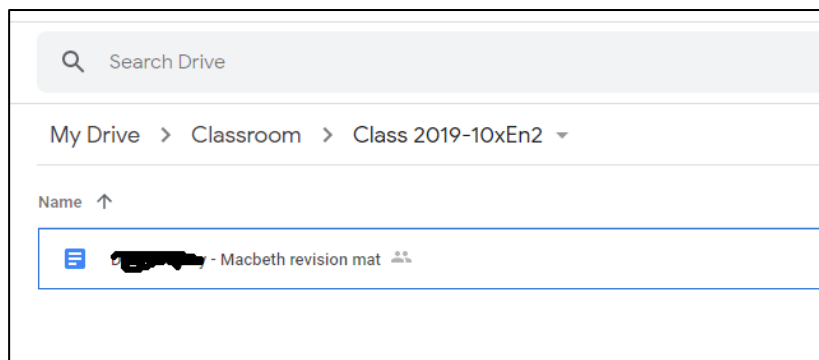 Search Drive
My Drive > Classroom > Class 2019-10xEn2
Name
- Macbeth revision mat